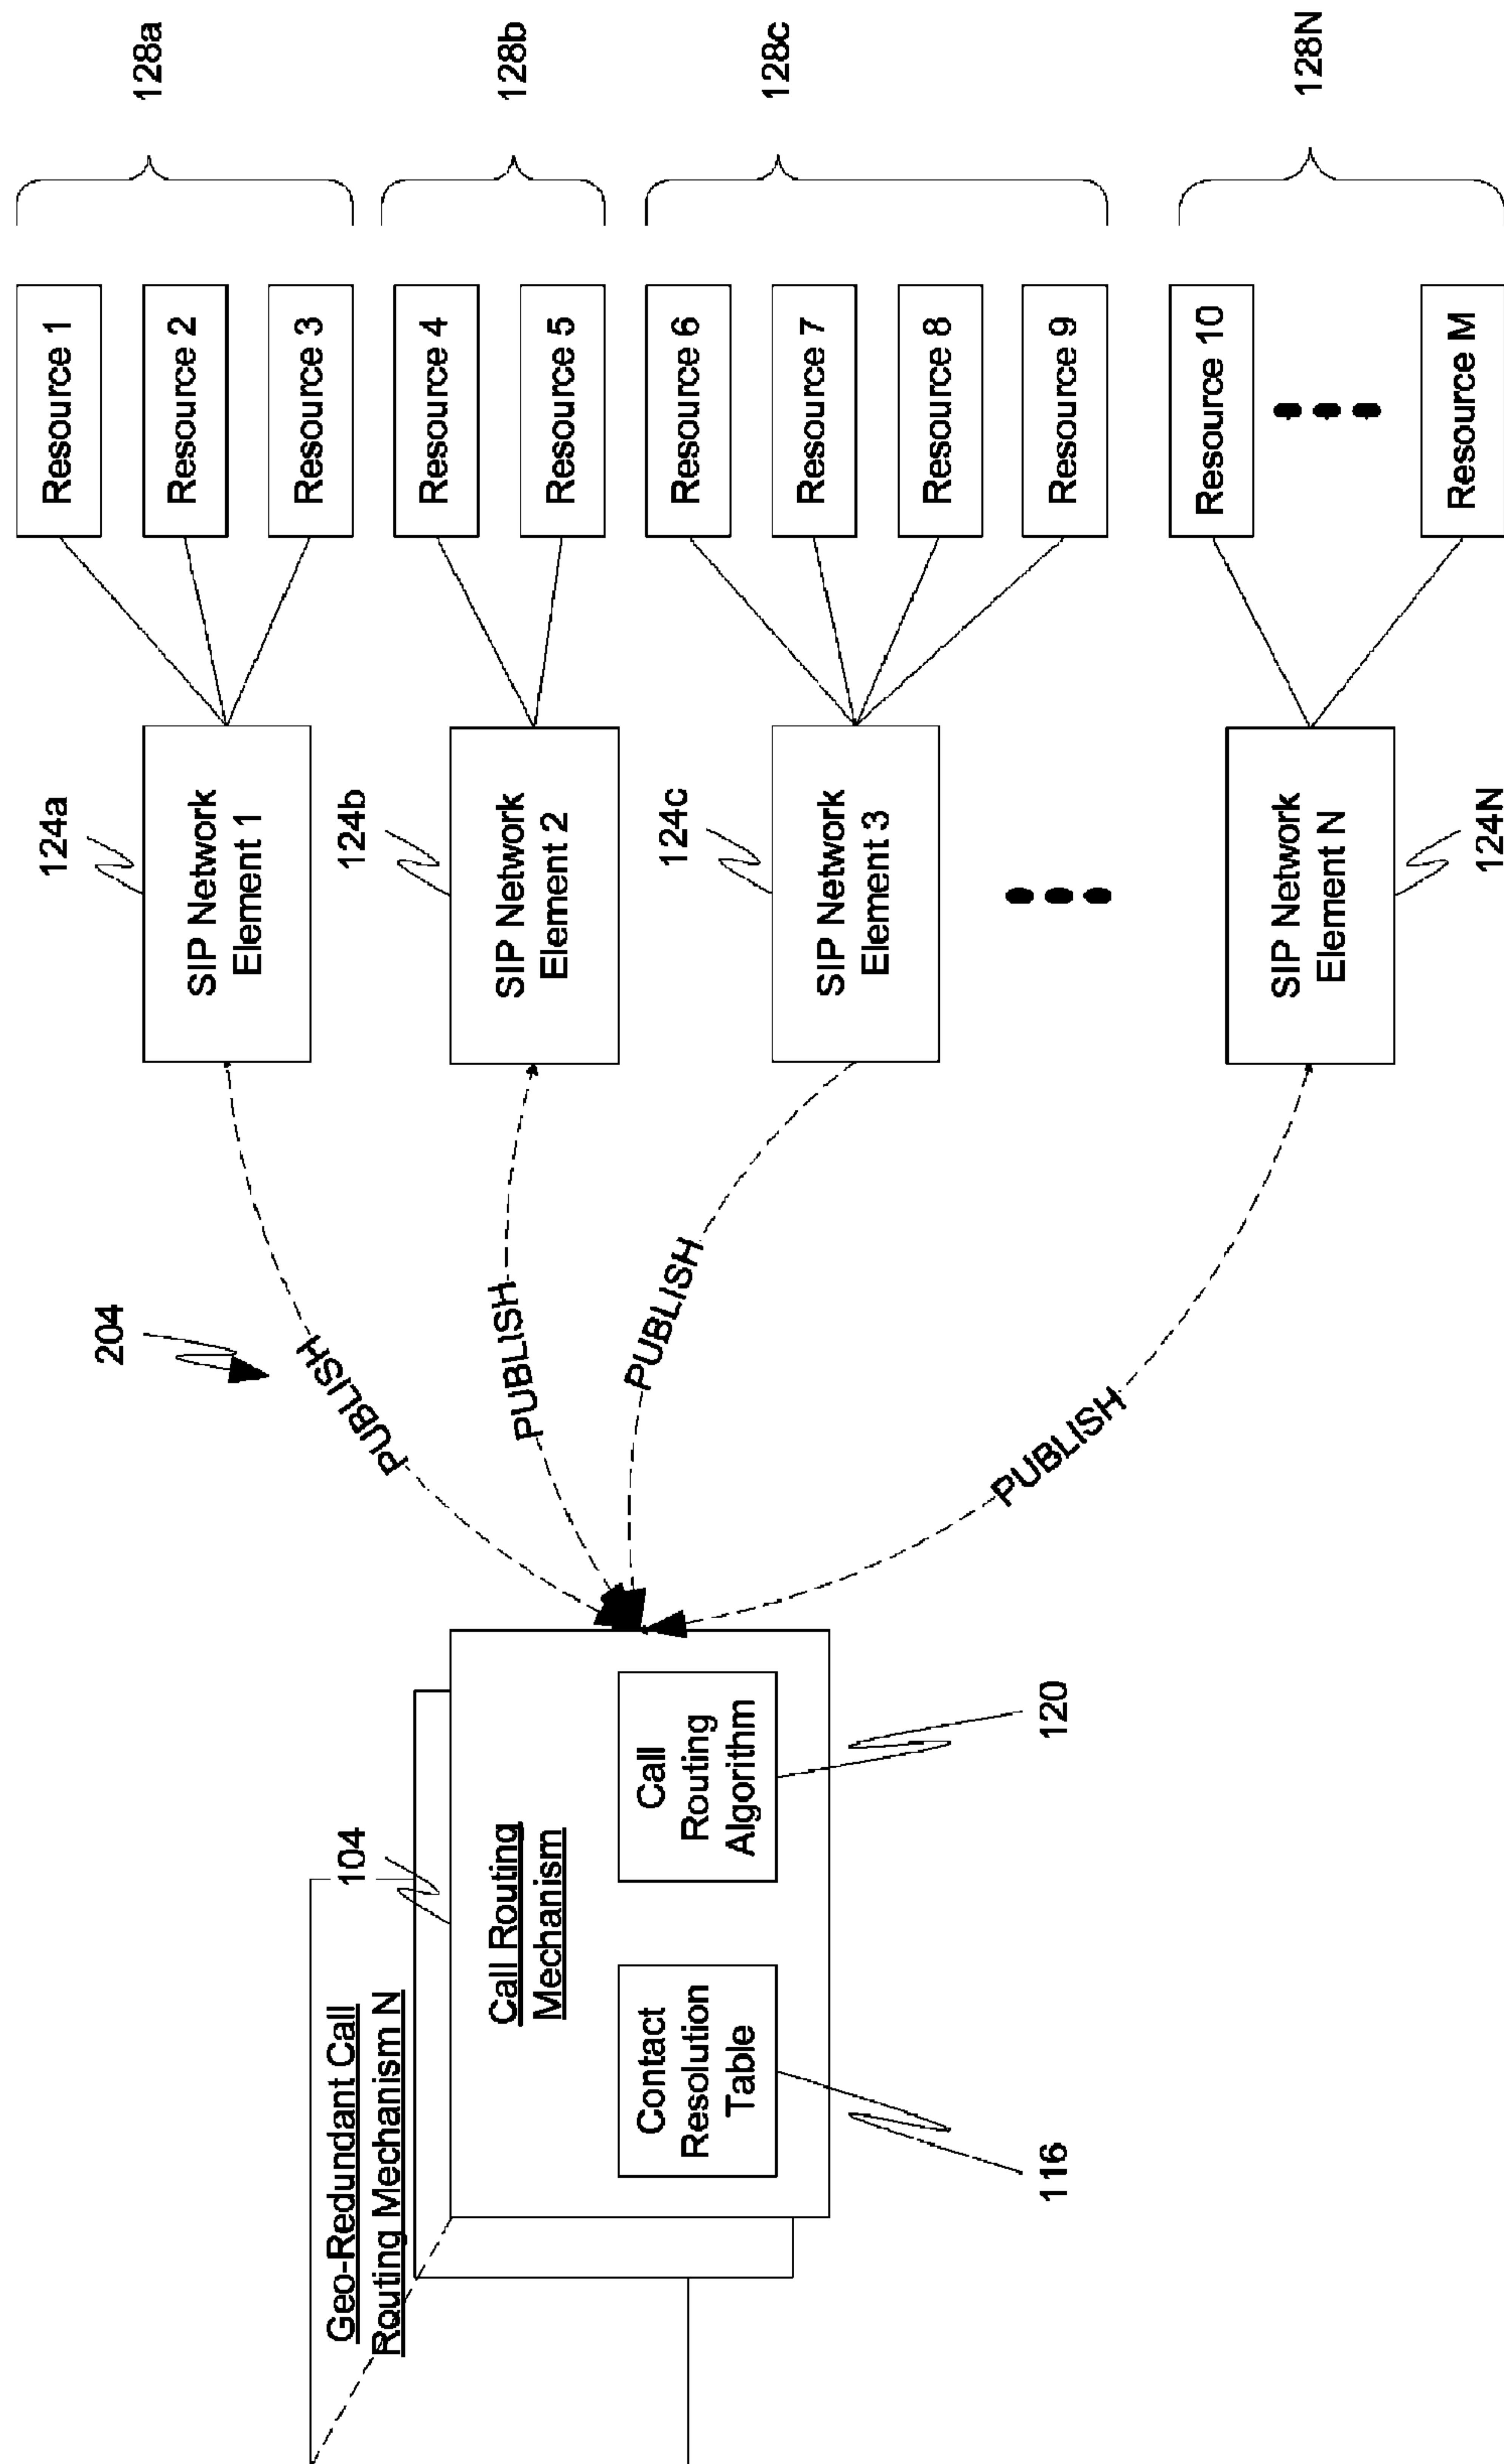 Geo-Redundant Call
Routing Mechanism N
104
Call Routing
Mechanism
Contact
Resolution
Table
Call
Routing
Algorithm
116
120
204
PUBLISH
PUBLISH
PUBLISH
PUBLISH
124a
SIP Network
Element 1
124b
SIP Network
Element 2
124c
SIP Network
Element 3
SIP Network
Element N
124N
Resource 1
Resource 2
Resource 3
Resource 4
Resource 5
Resource 6
Resource 7
Resource 8
Resource 9
Resource 10
Resource M
128a
128b
128c
128N